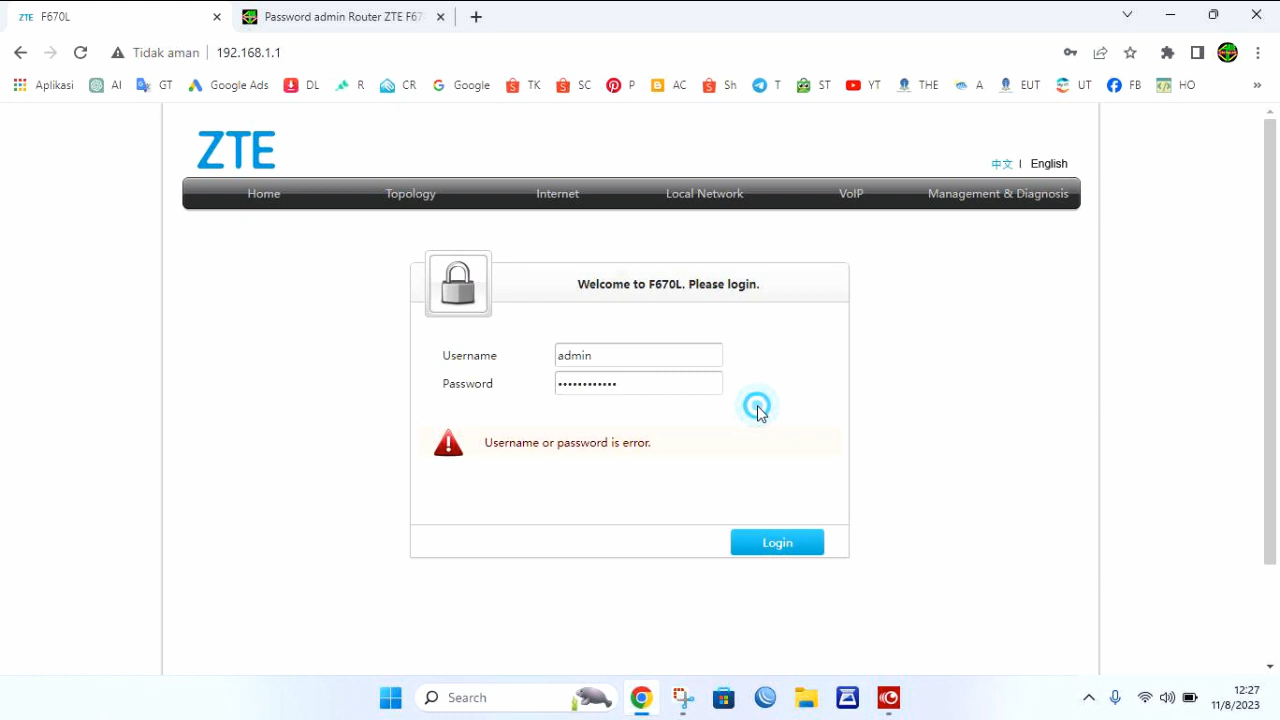 ZTE F670L
Password admin Router ZTE F67
Tidak aman 192.168.1.1
Aplikasi AI GT Google Ads DL R CR Google TK SC P AC Sh T ST YT THE A EUT UT FB HO »
ZTE
中文 | English
Home Topology Internet Local Network VoIP Management & Diagnosis
Welcome to F670L. Please login.
Username admin
Password ••••••••••••
Username or password is error.
Login
Search
12:27
11/8/2023